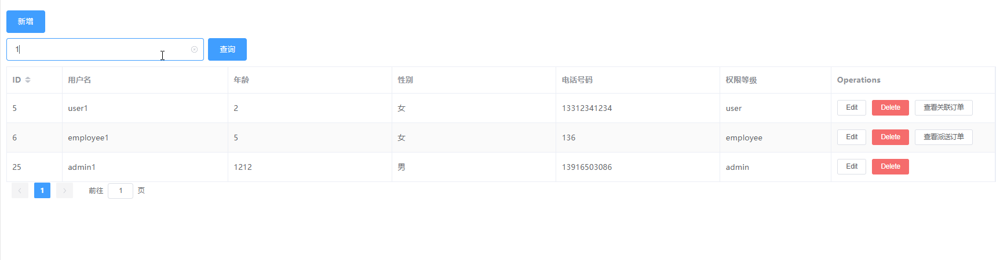 新增
1 查询
ID 用户名 年龄 性别 电话号码 权限等级 Operations
5 user1 2 女 13312341234 user Edit Delete 查看关联订单
6 employee1 5 女 136 employee Edit Delete 查看派送订单
25 admin1 1212 男 13916503086 admin Edit Delete
1 前往 1 页